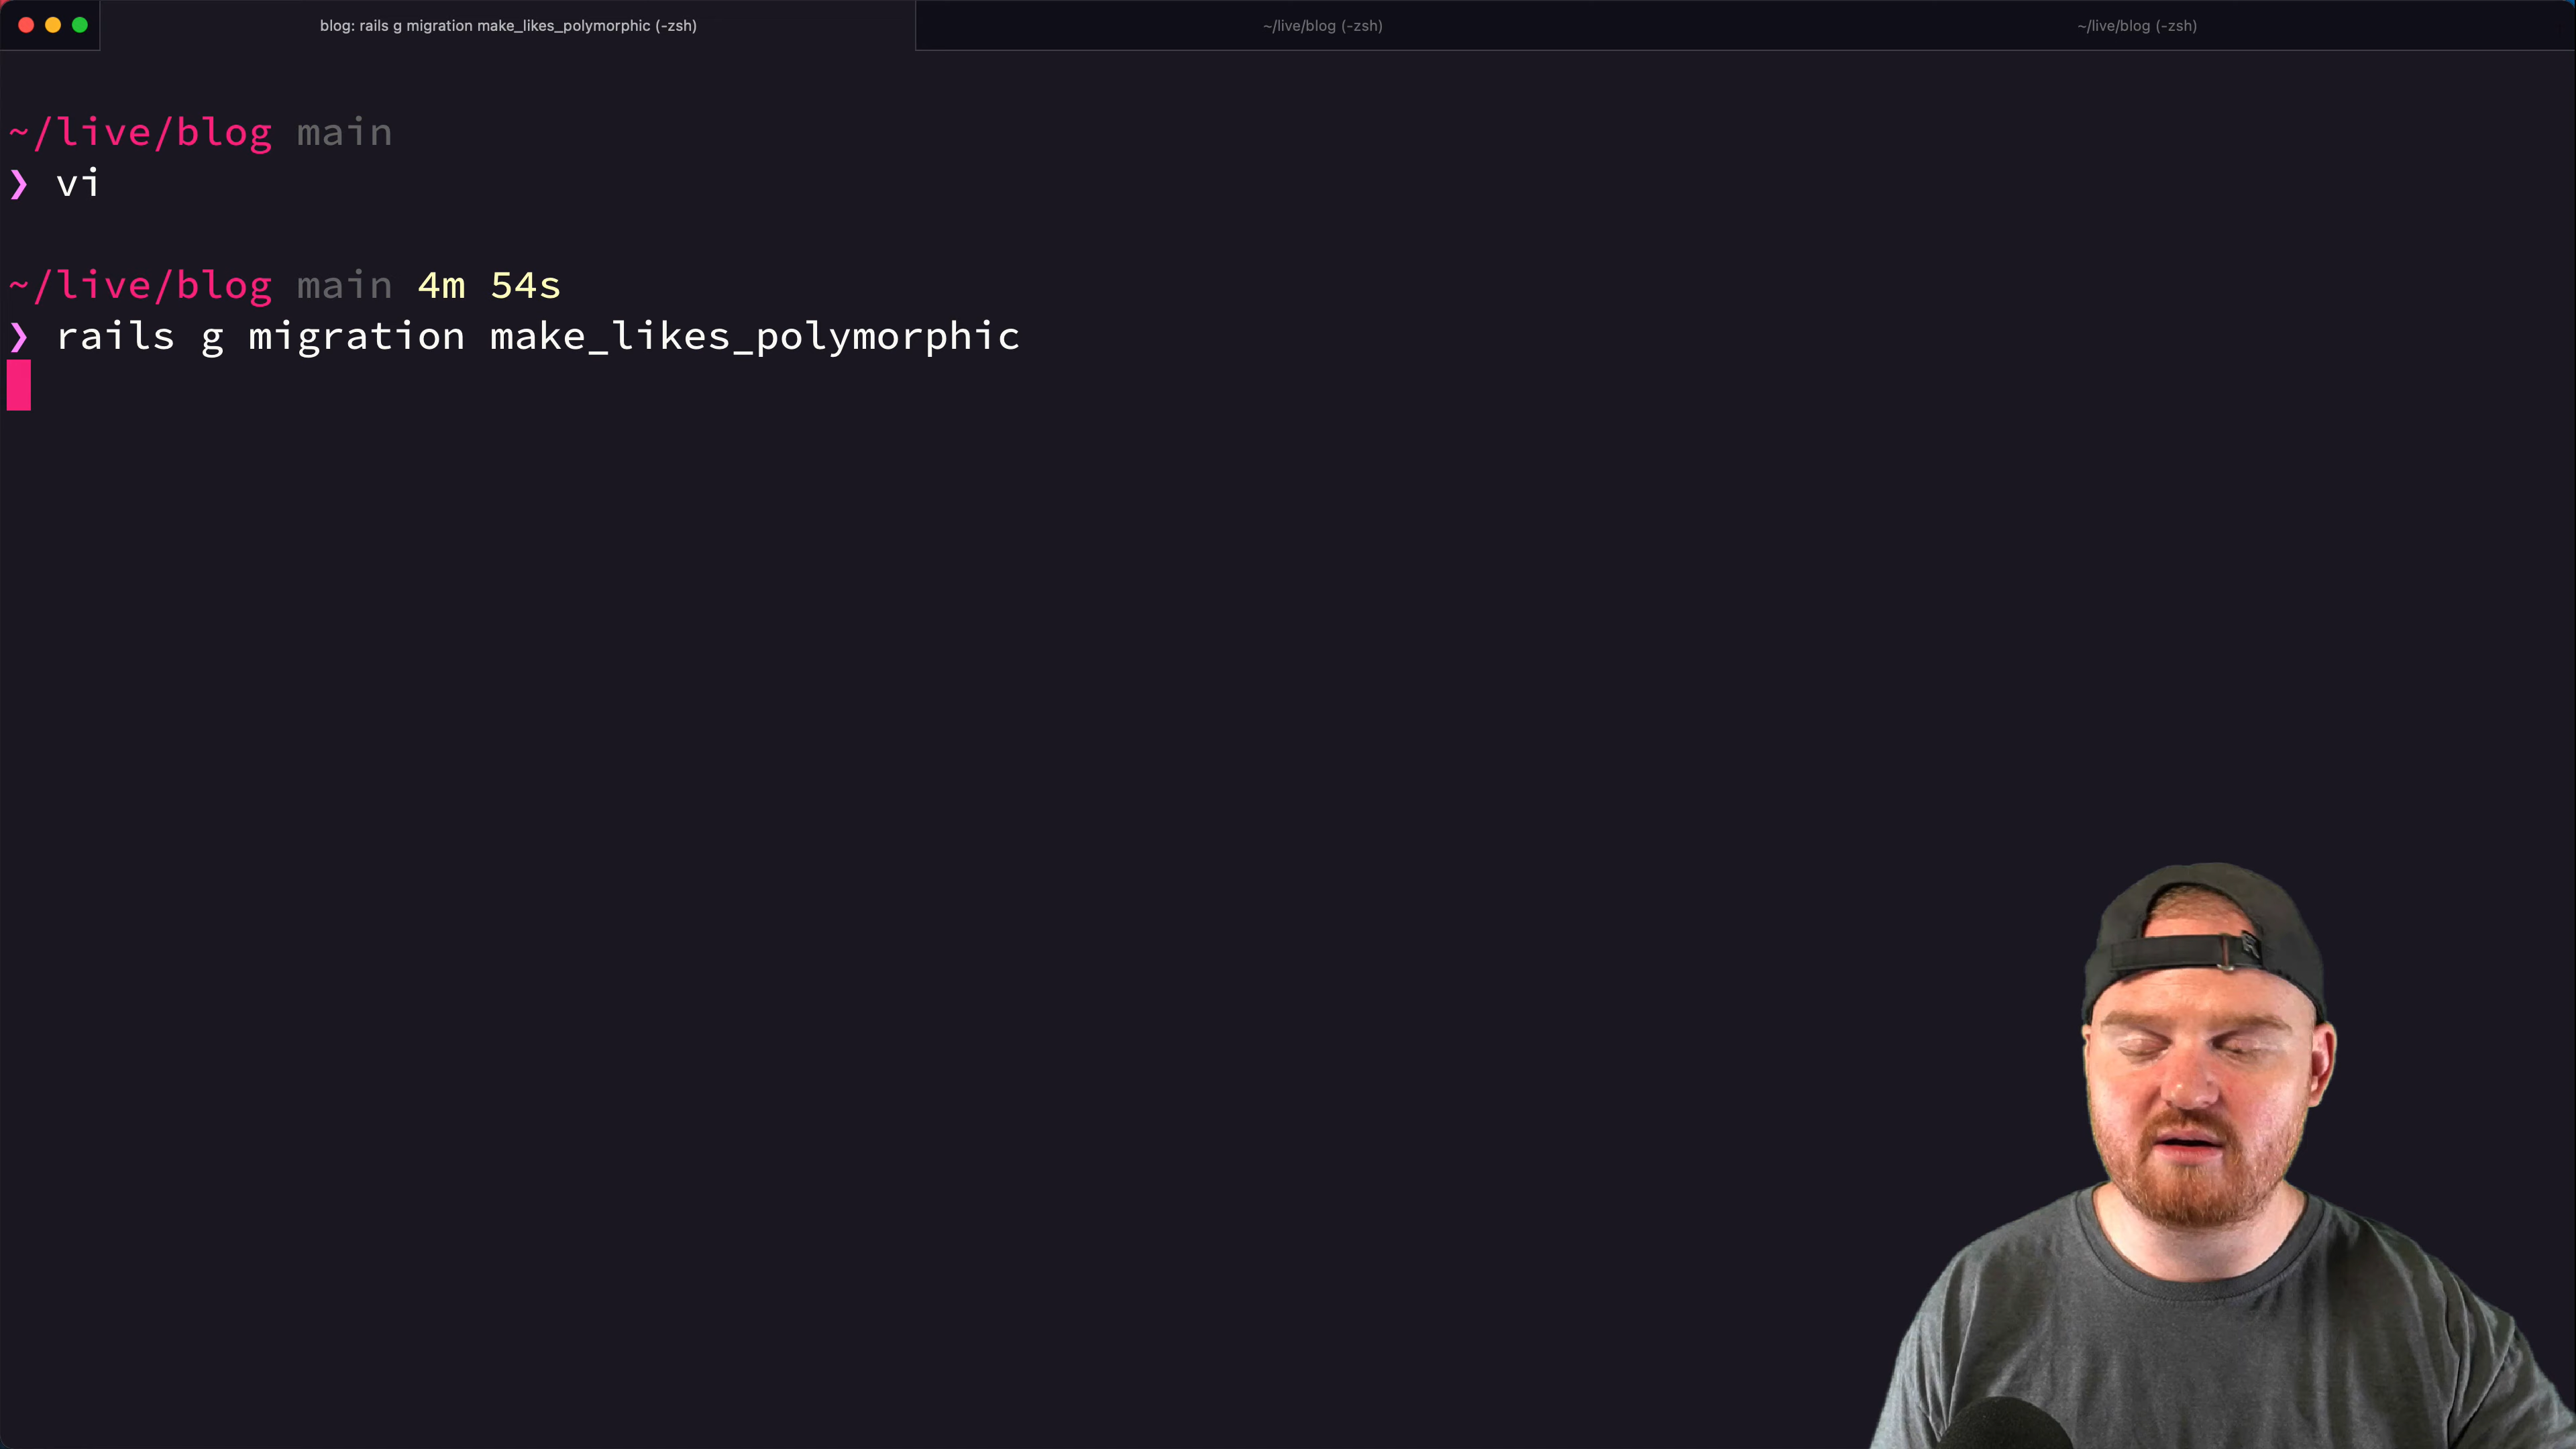 blog: rails g migration make_likes_polymorphic (-zsh)
~/live/blog (-zsh)
~/live/blog (-zsh)
~/live/blog main
❯ vi
~/live/blog main 4m 54s
❯ rails g migration make_likes_polymorphic